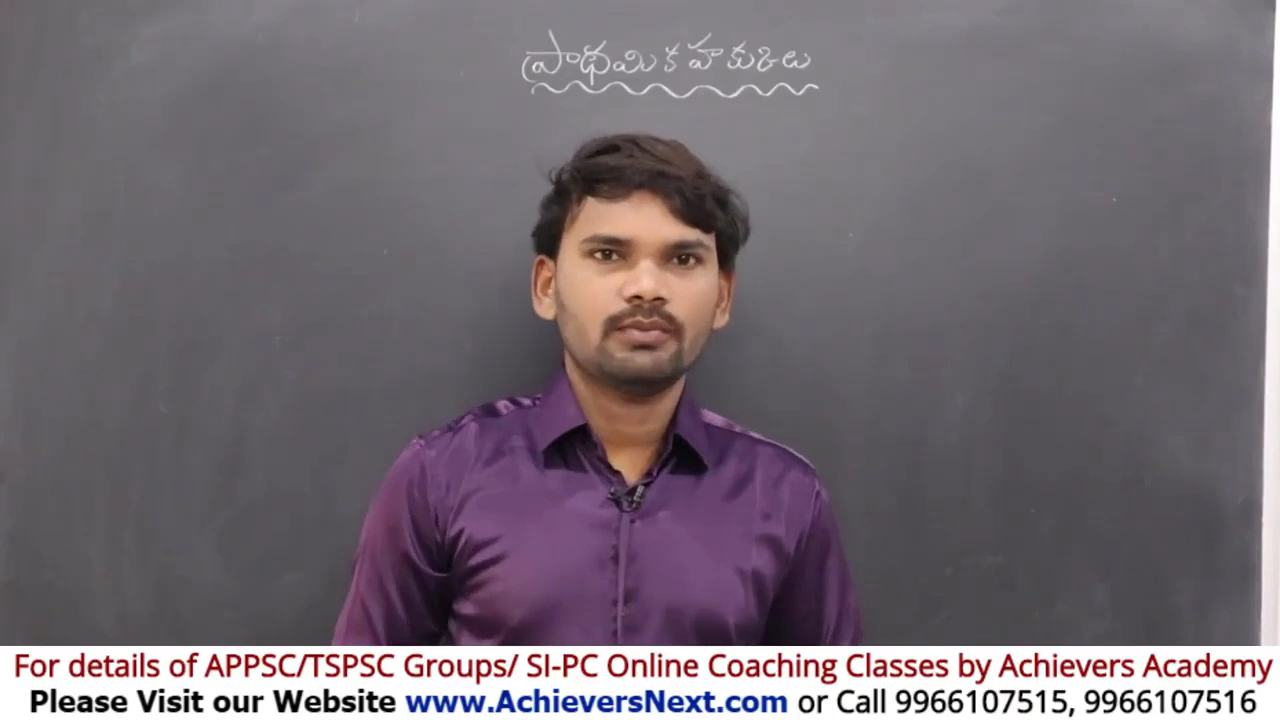 ప్రాథమిక హక్కులు
For details of APPSC/TSPSC Groups/ SI-PC Online Coaching Classes by Achievers Academy
Please Visit our Website www.AchieversNext.com or Call 9966107515, 9966107516